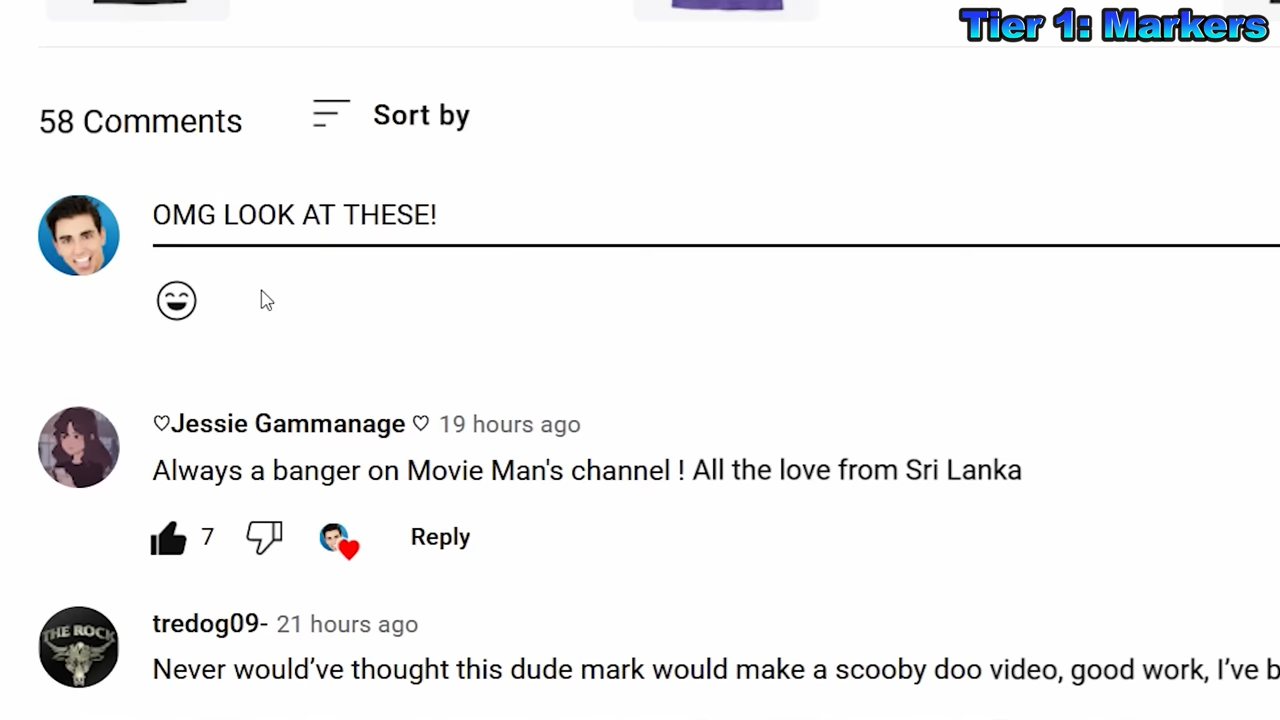 Tier 1: Markers
58 Comments
Sort by
OMG LOOK AT THESE!
♡Jessie Gammanage ♡ 19 hours ago
Always a banger on Movie Man's channel ! All the love from Sri Lanka
7
Reply
THE ROCK
tredog09- 21 hours ago
Never would’ve thought this dude mark would make a scooby doo video, good work, I’ve b